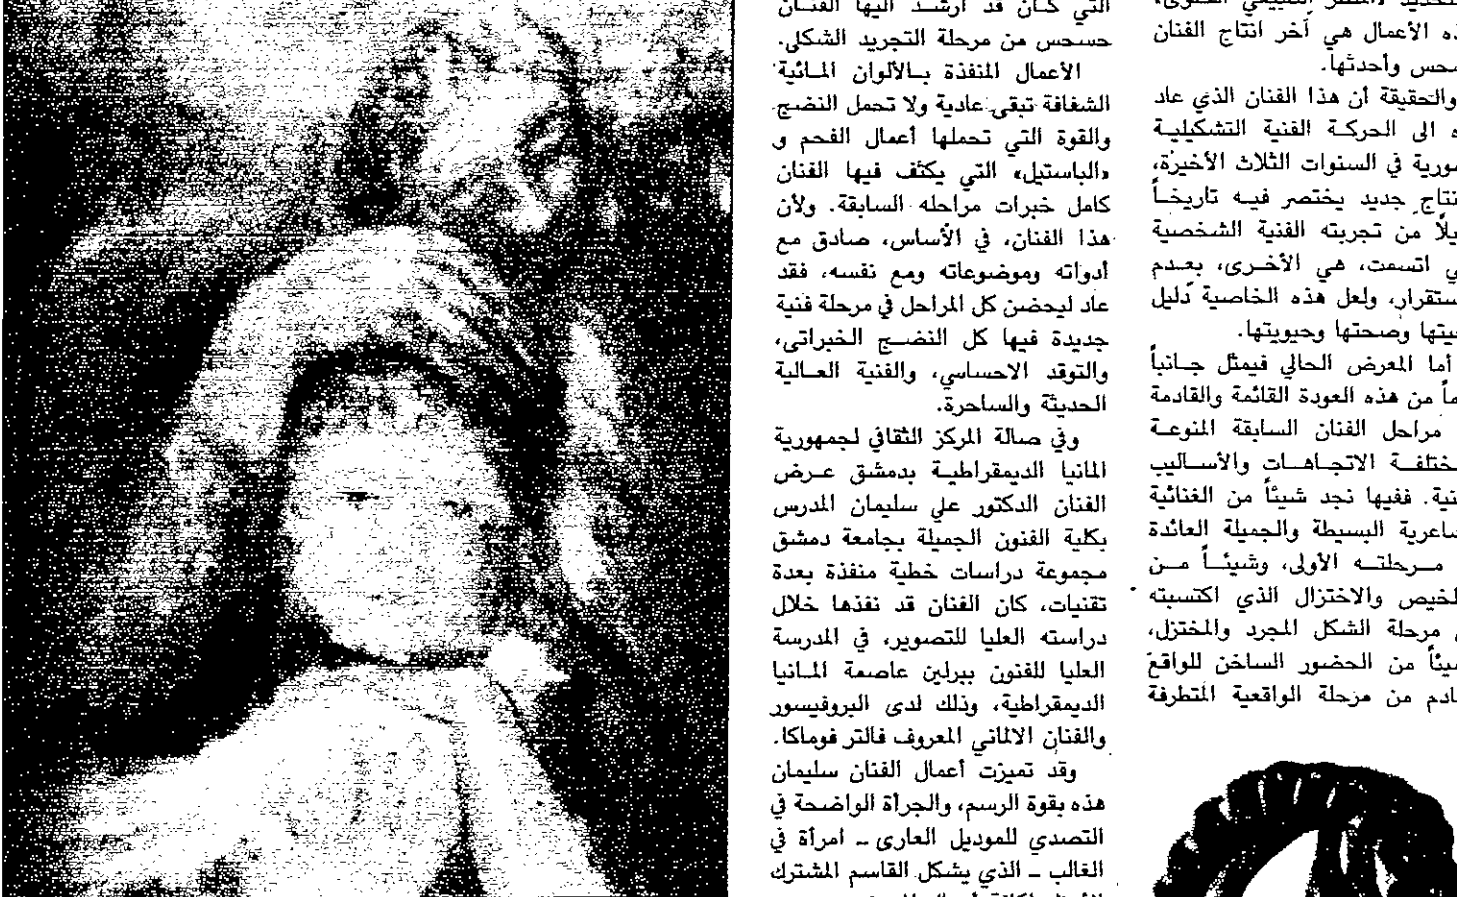 ه الأعمال هي آخر انتاج الفنان
محس وأحدثها.
والحقيقة أن هذا الفنان الذي عاد
ه الى الحركة الفنية التشكيلية
ورية في السنوات الثلاث الأخيرة،
نتاج جديد يختصر فيه تاريخاً
يلاً من تجربته الفنية الشخصية
ي اتسمت، هي الأخرى، بعدم
ستقرار، ولعل هذه الخاصية دليل
يتها وصحتها وحيويتها.
أما المعرض الحالي فيمثل جانباً
ماً من هذه العودة القائمة والقادمة
مراحل الفنان السابقة المنوعة
ختلفة الاتجاهات والأساليب
نية. ففيها نجد شيئاً من الغنائية
شاعرية البسيطة والجميلة العائدة
مرحلته الأولى، وشيئاً من
لخيص والاختزال الذي اكتسبته
مرحلة الشكل المجرد والمختزل،
يئاً من الحضور الساخن للواقع
ادم من مرحلة الواقعية المتطرفة
التي كان قد ارشد اليها الفنان
حسحس من مرحلة التجريد الشكلي.
الأعمال المنفذة بالألوان المائية
الشفافة تبقى عادية ولا تحمل النضج
والقوة التي تحملها أعمال الفحم و
«الباستيل» التي يكثف فيها الفنان
كامل خبرات مراحله السابقة. ولأن
هذا الفنان، في الأساس، صادق مع
أدواته وموضوعاته ومع نفسه، فقد
عاد ليحضن كل المراحل في مرحلة فنية
جديدة فيها كل النضج الخبراتي،
والتوقد الاحساسي، والفنية العالية
الحديثة والساحرة.
وفي صالة المركز الثقافي لجمهورية
المانيا الديمقراطية بدمشق عرض
الفنان الدكتور علي سليمان المدرس
بكلية الفنون الجميلة بجامعة دمشق
مجموعة دراسات خطية منفذة بعدة
تقنيات، كان الفنان قد نفذها خلال
دراسته العليا للتصوير، في المدرسة
العليا للفنون ببرلين عاصمة المانيا
الديمقراطية، وذلك لدى البروفيسور
والفنان الالماني المعروف فالتر فوماكا.
وقد تميزت أعمال الفنان سليمان
هذه بقوة الرسم، والجرأة الواضحة في
التصدي للموديل العاري ــ امرأة في
الغالب ــ الذي يشكل القاسم المشترك